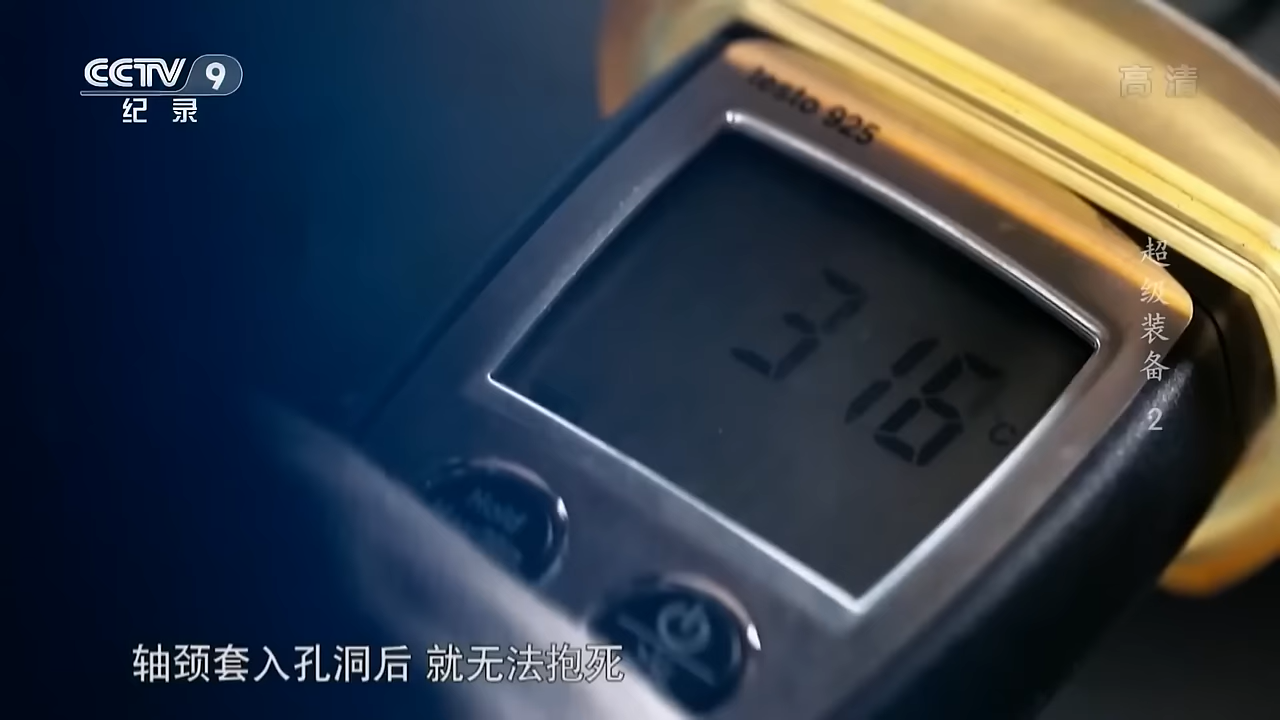 CCTV 9
纪录
高清
testo 925
超级装备 2
316 °C
Hold
轴颈套入孔洞后 就无法抱死